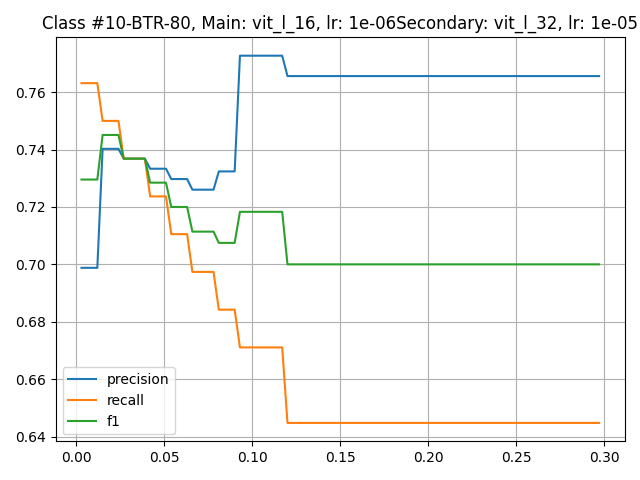 Class #10-BTR-80, Main: vit_l_16, lr: 1e-06Secondary: vit_l_32, lr: 1e-05
0.76
0.74
0.72
0.70
0.68
0.66
0.64
precision
recall
f1
0.00 0.05 0.10 0.15 0.20 0.25 0.30